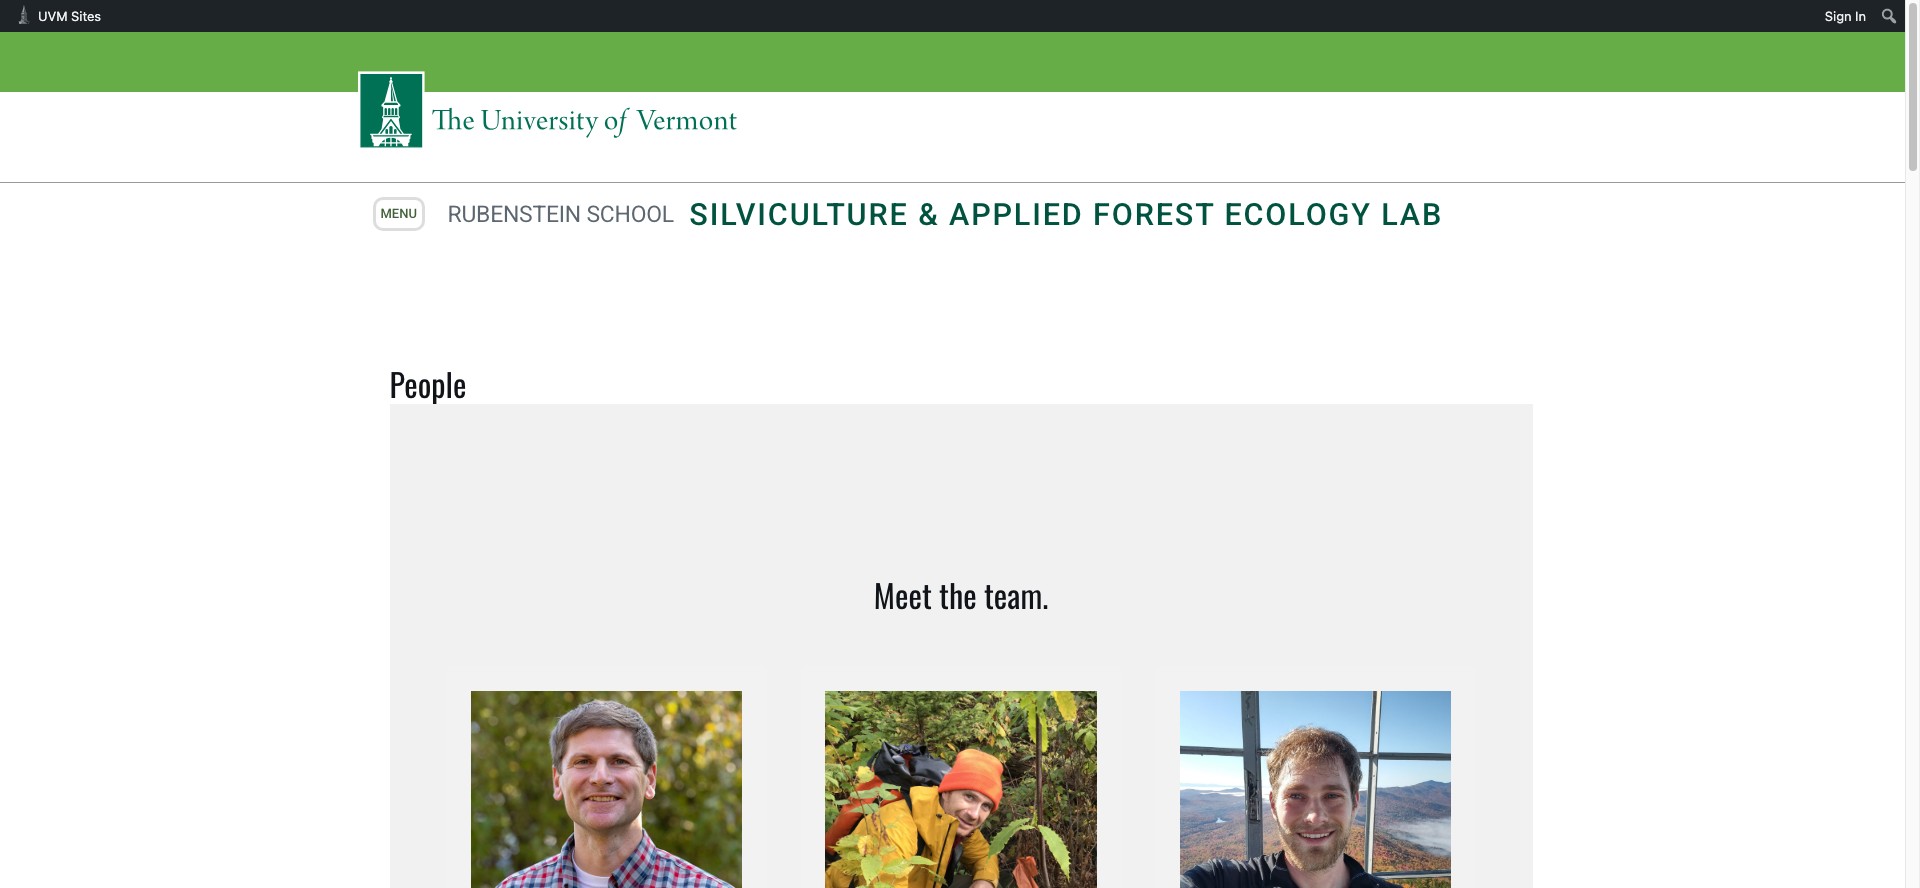 UVM Sites
Sign In
The University of Vermont
MENU
RUBENSTEIN SCHOOL SILVICULTURE & APPLIED FOREST ECOLOGY LAB
People
Meet the team.